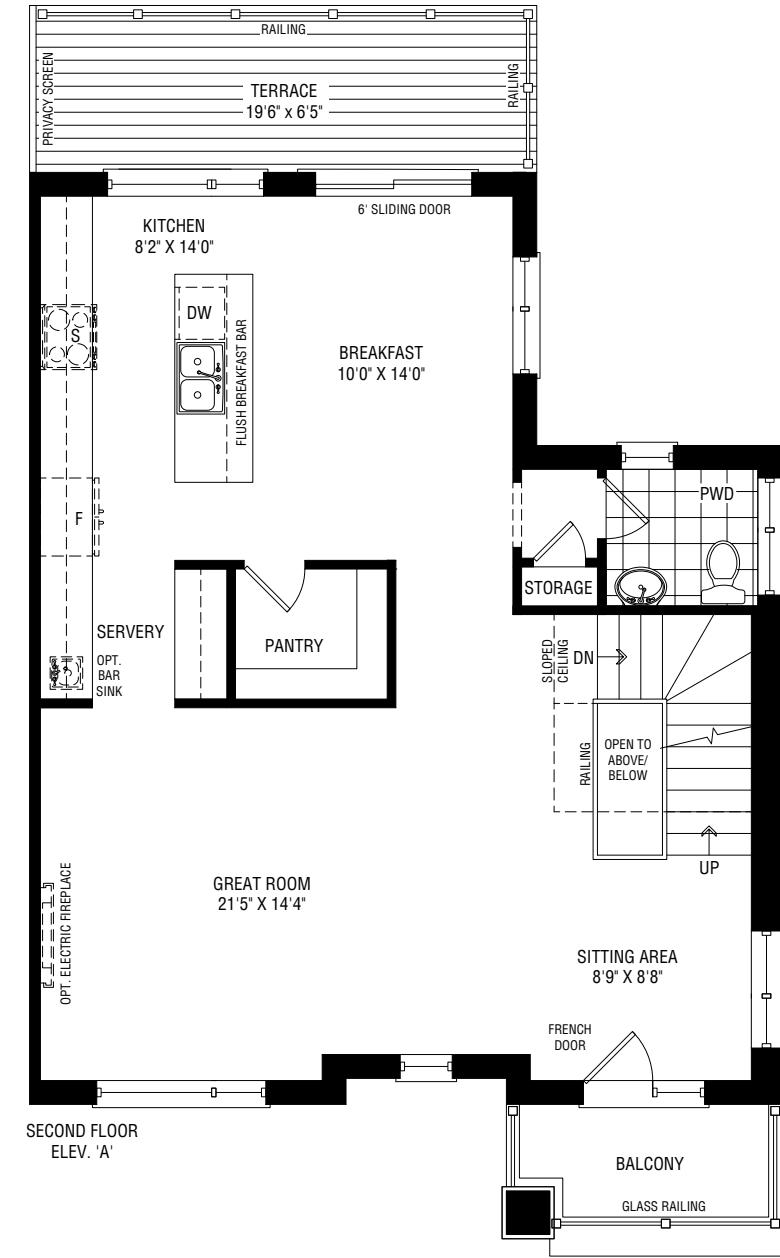 RAILING
PRIVACY SCREEN
TERRACE
19'6" x 6'5"
RAILING
KITCHEN
8'2" X 14'0"
6' SLIDING DOOR
DW
S
FLUSH BREAKFAST BAR
BREAKFAST
10'0" X 14'0"
F
PWD
STORAGE
SERVERY
OPT.
BAR
SINK
PANTRY
SLOPED
CEILING
DN
RAILING
OPEN TO
ABOVE/
BELOW
UP
GREAT ROOM
21'5" X 14'4"
OPT. ELECTRIC FIREPLACE
SITTING AREA
8'9" X 8'8"
FRENCH
DOOR
SECOND FLOOR
ELEV. 'A'
BALCONY
GLASS RAILING